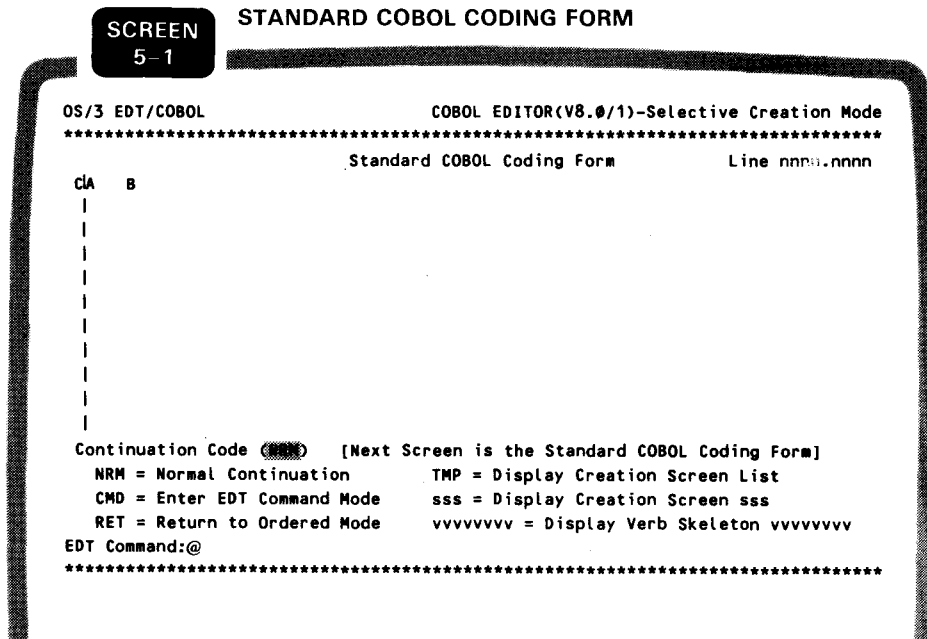 SCREEN
5-1
STANDARD COBOL CODING FORM
OS/3 EDT/COBOL COBOL EDITOR(V8.0/1)-Selective Creation Mode
********************************************************************************
Standard COBOL Coding Form Line nnnn.nnnn
C|A B
|
|
|
|
|
|
|
|
|
|
Continuation Code (NRM) [Next Screen is the Standard COBOL Coding Form]
NRM = Normal Continuation TMP = Display Creation Screen List
CMD = Enter EDT Command Mode sss = Display Creation Screen sss
RET = Return to Ordered Mode vvvvvvvv = Display Verb Skeleton vvvvvvvv
EDT Command:@
********************************************************************************